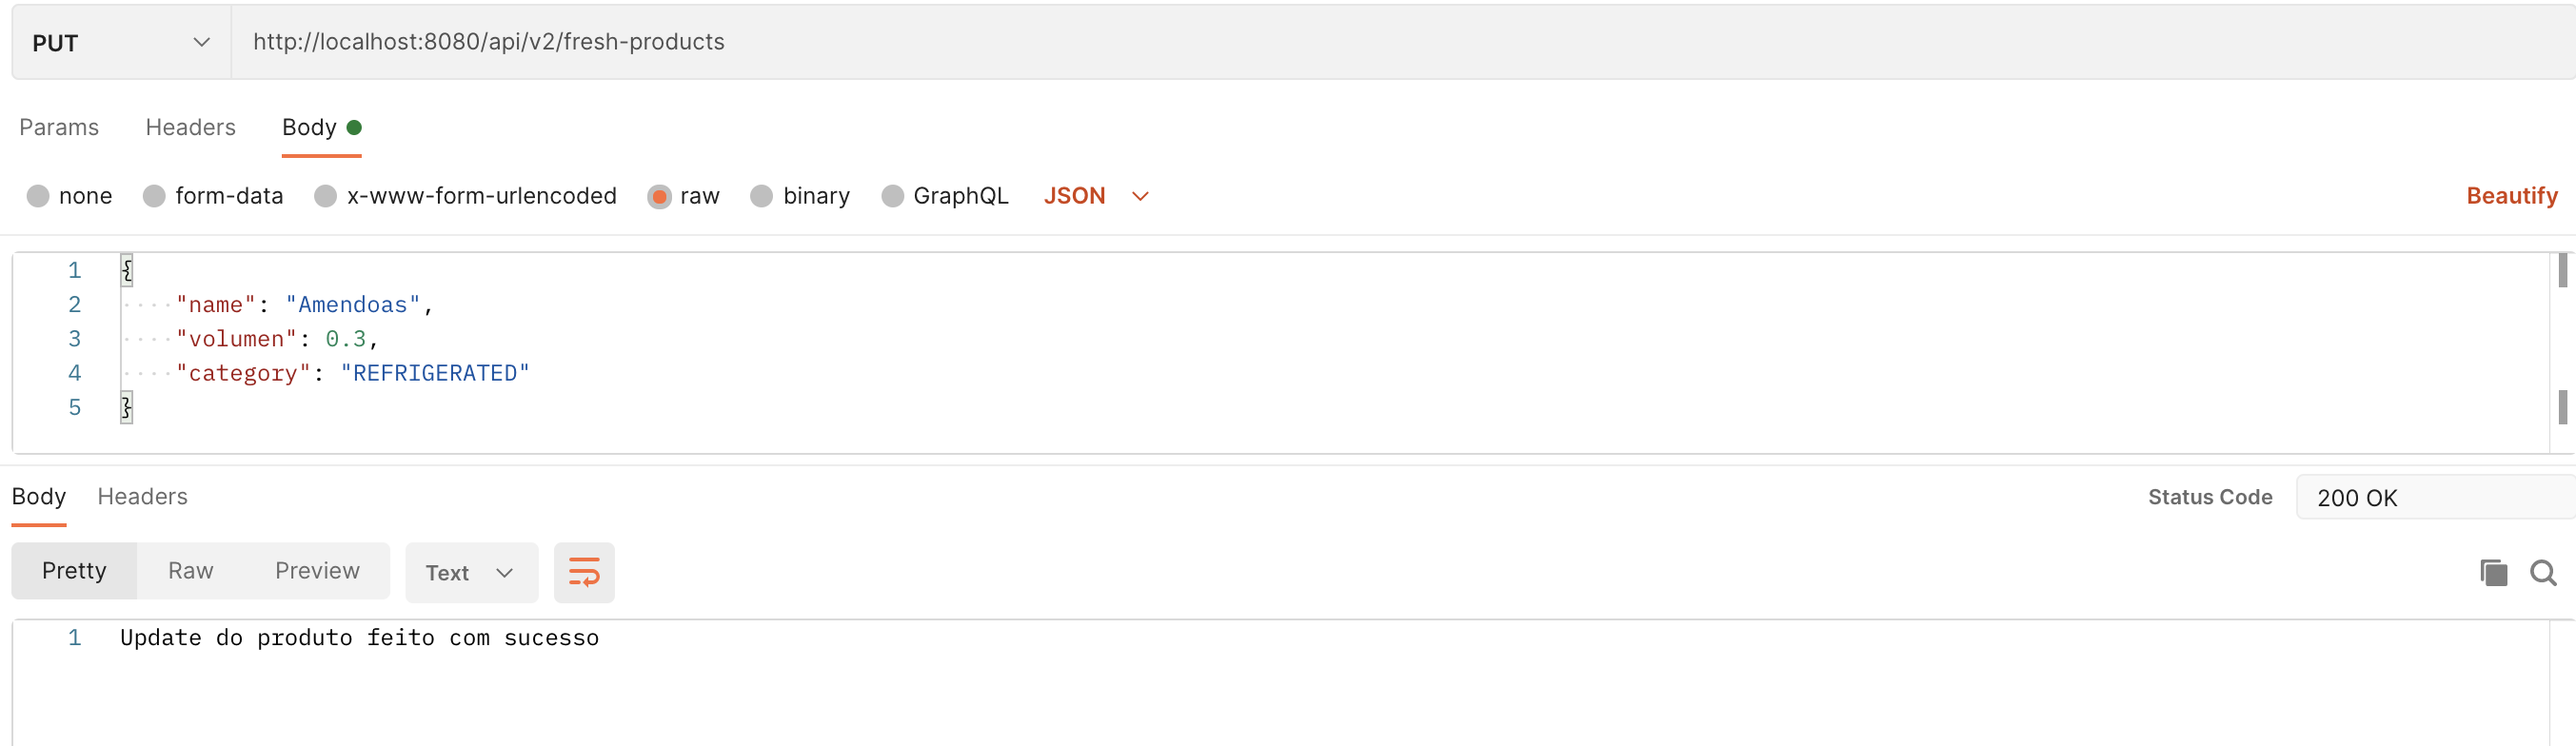 PUT http://localhost:8080/api/v2/fresh-products
Params Headers Body
none form-data x-www-form-urlencoded raw binary GraphQL JSON Beautify
1 {
2 "name": "Amendoas",
3 "volumen": 0.3,
4 "category": "REFRIGERATED"
5 }
Body Headers Status Code 200 OK
Pretty Raw Preview Text
1 Update do produto feito com sucesso